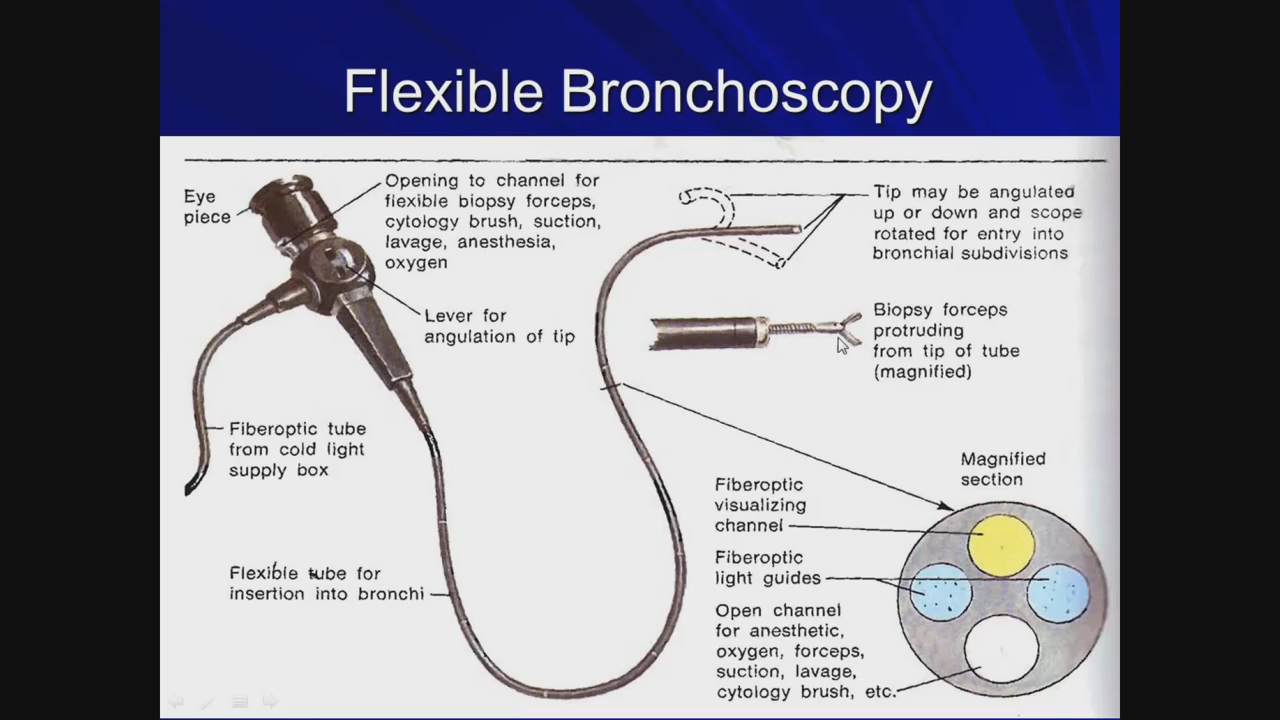 Flexible Bronchoscopy
Eye
piece
Opening to channel for
flexible biopsy forceps,
cytology brush, suction,
lavage, anesthesia,
oxygen
Lever for
angulation of tip
Fiberoptic tube
from cold light
supply box
Flexible tube for
insertion into bronchi
Tip may be angulated
up or down and scope
rotated for entry into
bronchial subdivisions
Biopsy forceps
protruding
from tip of tube
(magnified)
Magnified
section
Fiberoptic
visualizing
channel
Fiberoptic
light guides
Open channel
for anesthetic,
oxygen, forceps,
suction, lavage,
cytology brush, etc.